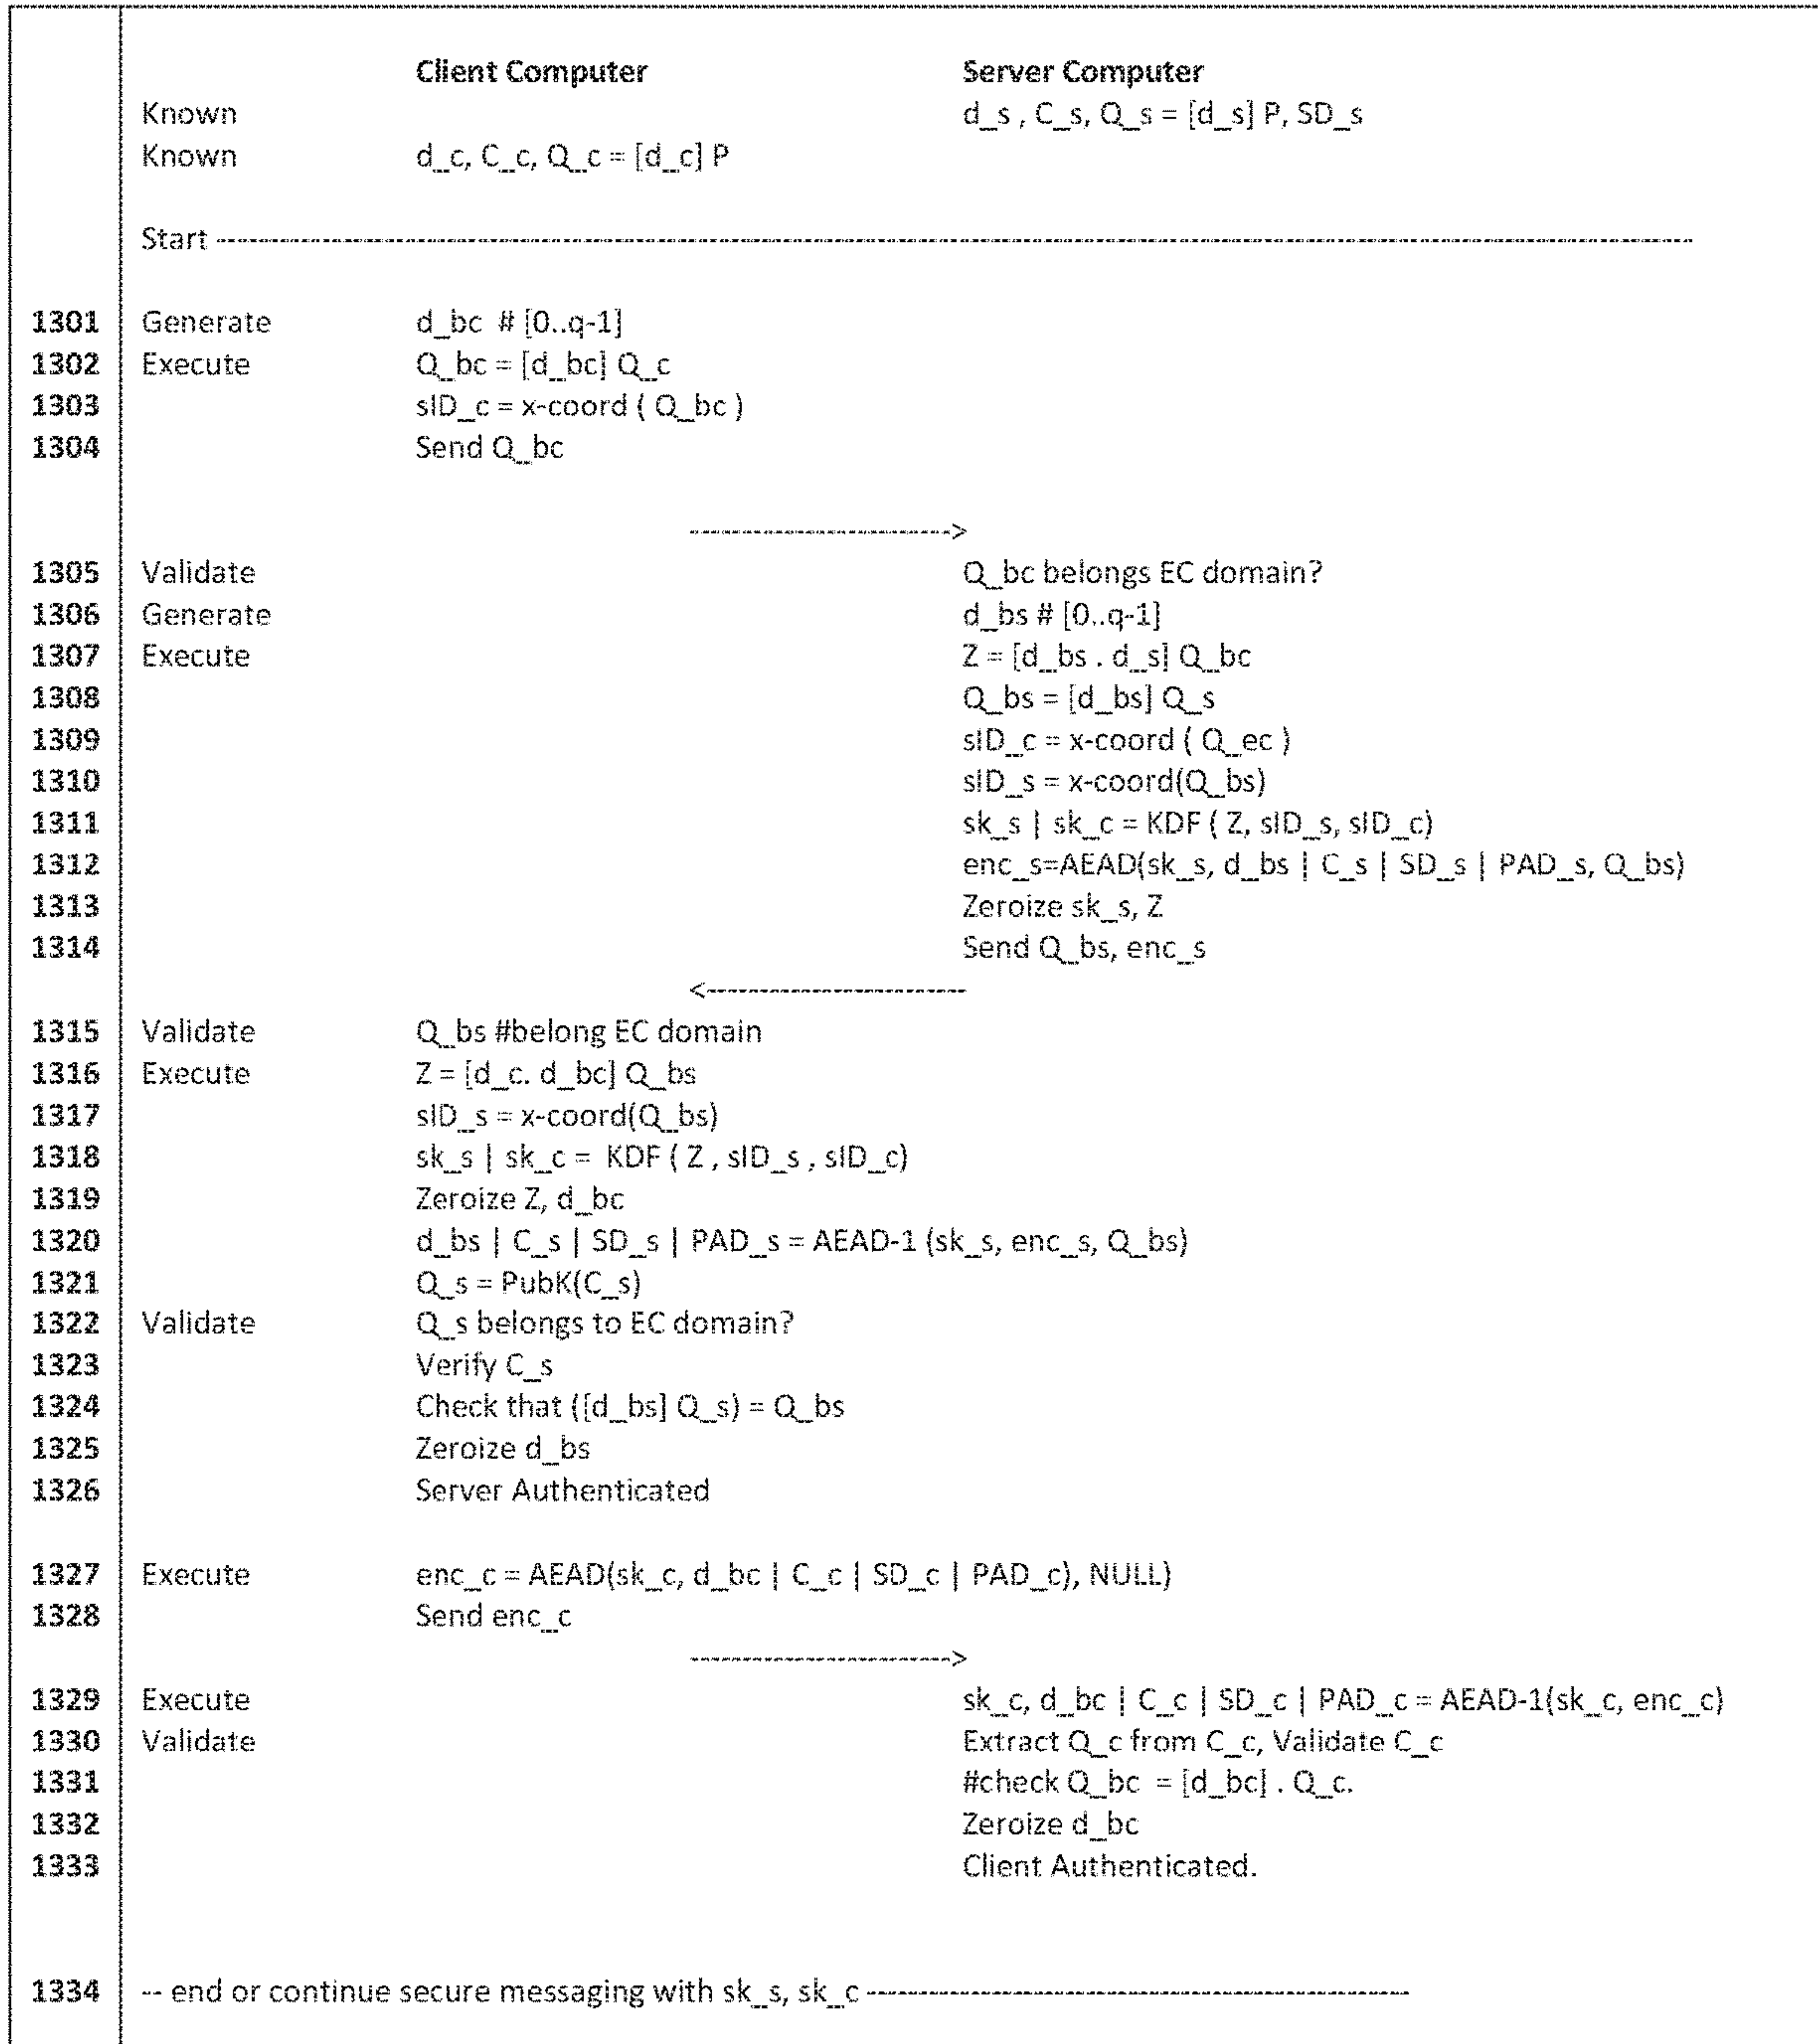 Client Computer Server Computer
Known d_s , C_s, Q_s = [d_s] P, SD_s
Known d_c, C_c, Q_c = [d_c] P
Start ------------------------------------------------------------
1301 Generate d_bc # [0..q-1]
1302 Execute Q_bc = [d_bc] Q_c
1303 sID_c = x-coord ( Q_bc )
1304 Send Q_bc
------------------------->
1305 Validate Q_bc belongs EC domain?
1306 Generate d_bs # [0..q-1]
1307 Execute Z = [d_bs . d_s] Q_bc
1308 Q_bs = [d_bs] Q_s
1309 sID_c = x-coord ( Q_ec )
1310 sID_s = x-coord(Q_bs)
1311 sk_s | sk_c = KDF ( Z, sID_s, sID_c)
1312 enc_s=AEAD(sk_s, d_bs | C_s | SD_s | PAD_s, Q_bs)
1313 Zeroize sk_s, Z
1314 Send Q_bs, enc_s
<-------------------------
1315 Validate Q_bs #belong EC domain
1316 Execute Z = [d_c. d_bc] Q_bs
1317 sID_s = x-coord(Q_bs)
1318 sk_s | sk_c = KDF ( Z , sID_s , sID_c)
1319 Zeroize Z, d_bc
1320 d_bs | C_s | SD_s | PAD_s = AEAD-1 (sk_s, enc_s, Q_bs)
1321 Q_s = PubK(C_s)
1322 Validate Q_s belongs to EC domain?
1323 Verify C_s
1324 Check that ([d_bs] Q_s) = Q_bs
1325 Zeroize d_bs
1326 Server Authenticated
1327 Execute enc_c = AEAD(sk_c, d_bc | C_c | SD_c | PAD_c), NULL)
1328 Send enc_c
------------------------->
1329 Execute sk_c, d_bc | C_c | SD_c | PAD_c = AEAD-1(sk_c, enc_c)
1330 Validate Extract Q_c from C_c, Validate C_c
1331 #check Q_bc = [d_bc] . Q_c.
1332 Zeroize d_bc
1333 Client Authenticated.
1334 -- end or continue secure messaging with sk_s, sk_c --------------------------------------------------